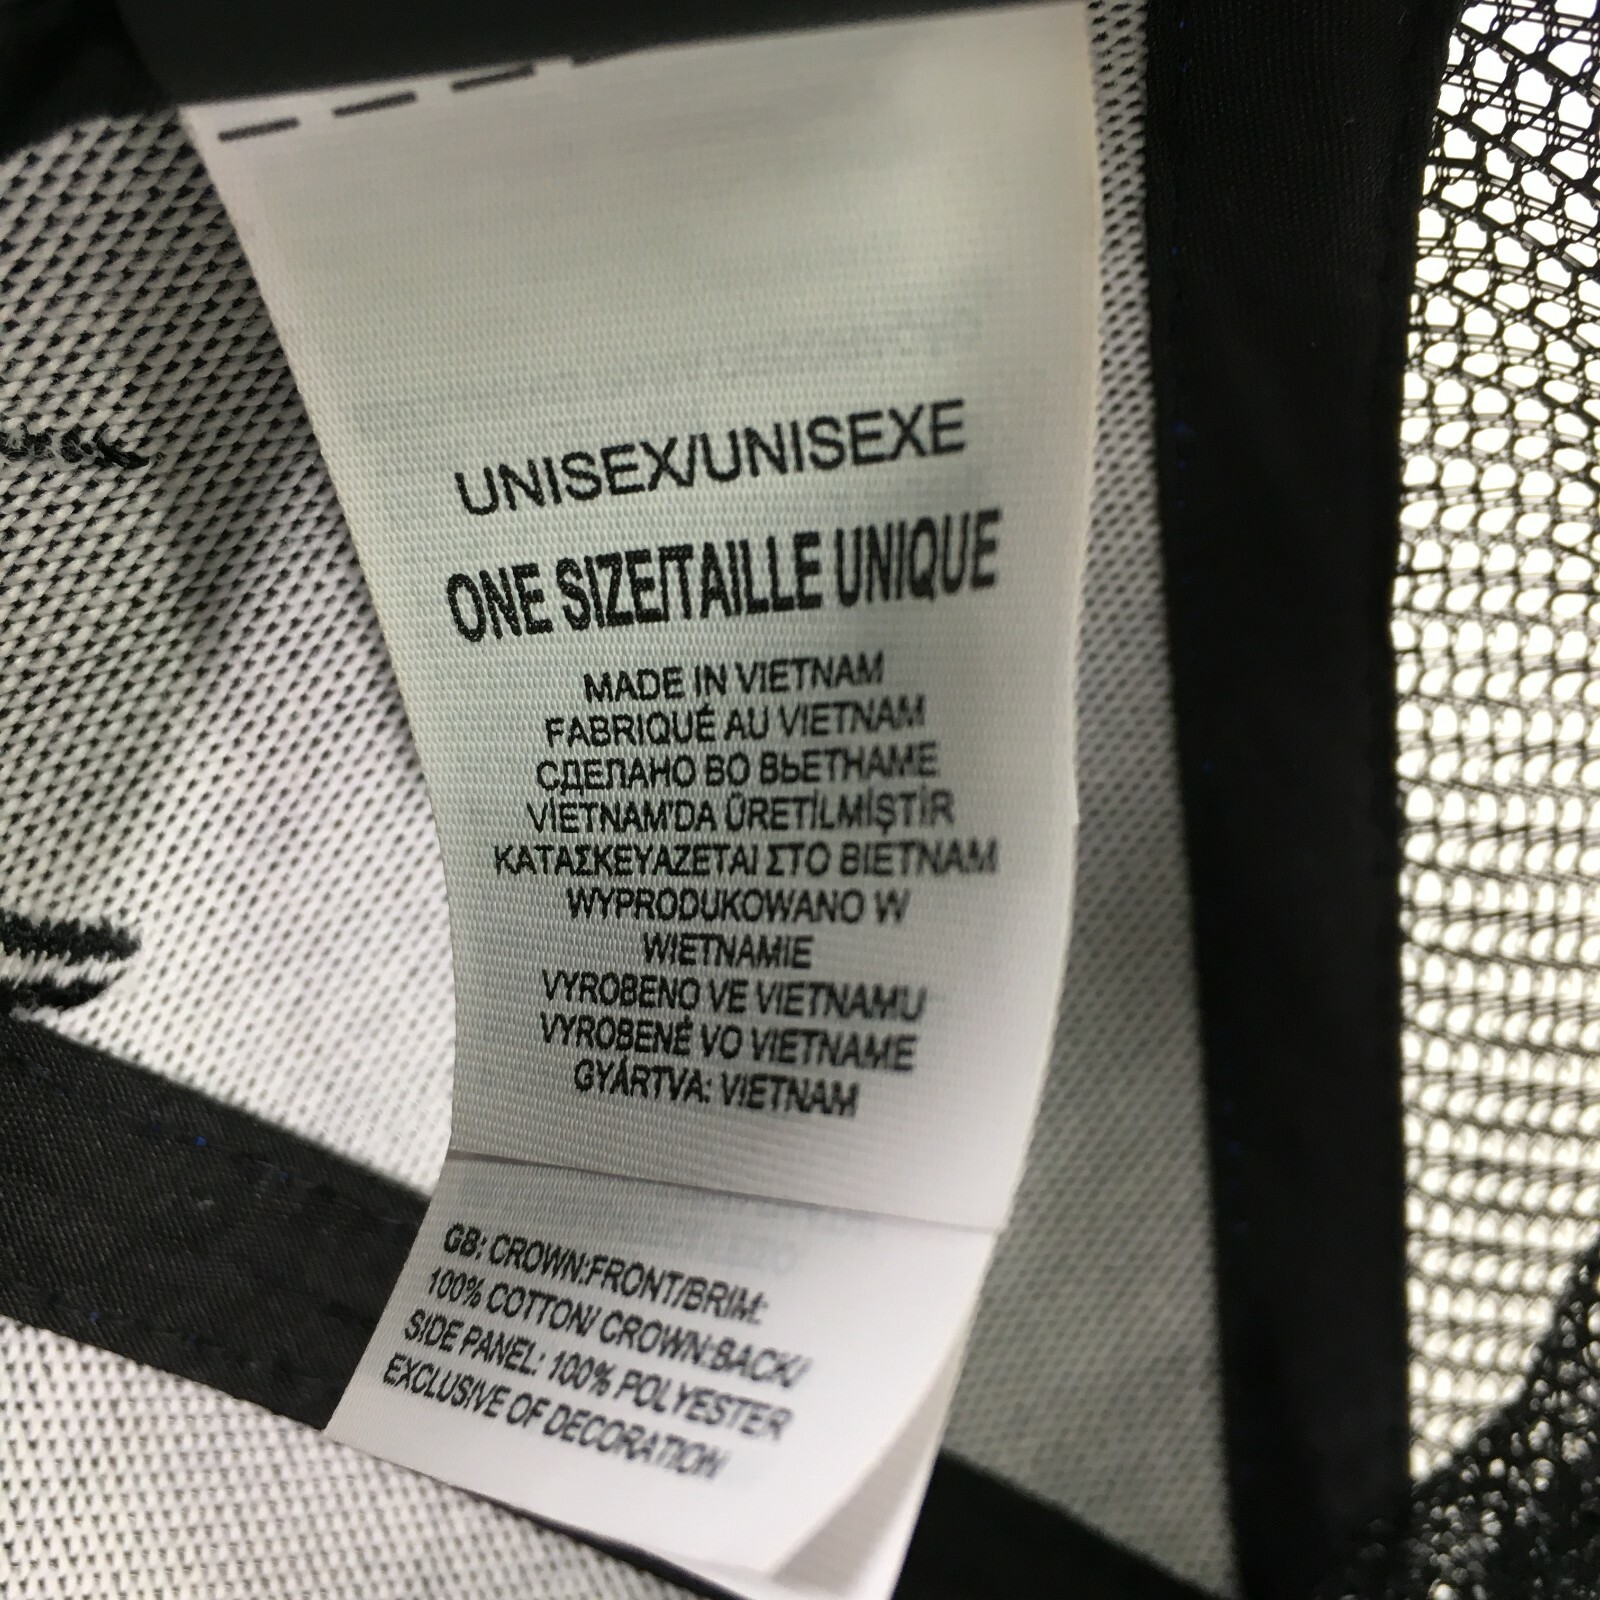 UNISEX/UNISEXE
ONE SIZE/TAILLE UNIQUE
MADE IN VIETNAM
FABRIQUÉ AU VIETNAM
СДЕЛАНО ВО ВЬЕТНАМЕ
VİETNAM'DA ÜRETİLMİŞTİR
ΚΑΤΑΣΚΕΥΑΖΕΤΑΙ ΣΤΟ ΒΙΕΤΝΑΜ
WYPRODUKOWANO W
WIETNAMIE
VYROBENO VE VIETNAMU
VYROBENÉ VO VIETNAME
GYÁRTVA: VIETNAM
GB: CROWN:FRONT/BRIM:
100% COTTON/ CROWN:BACK/
SIDE PANEL: 100% POLYESTER
EXCLUSIVE OF DECORATION